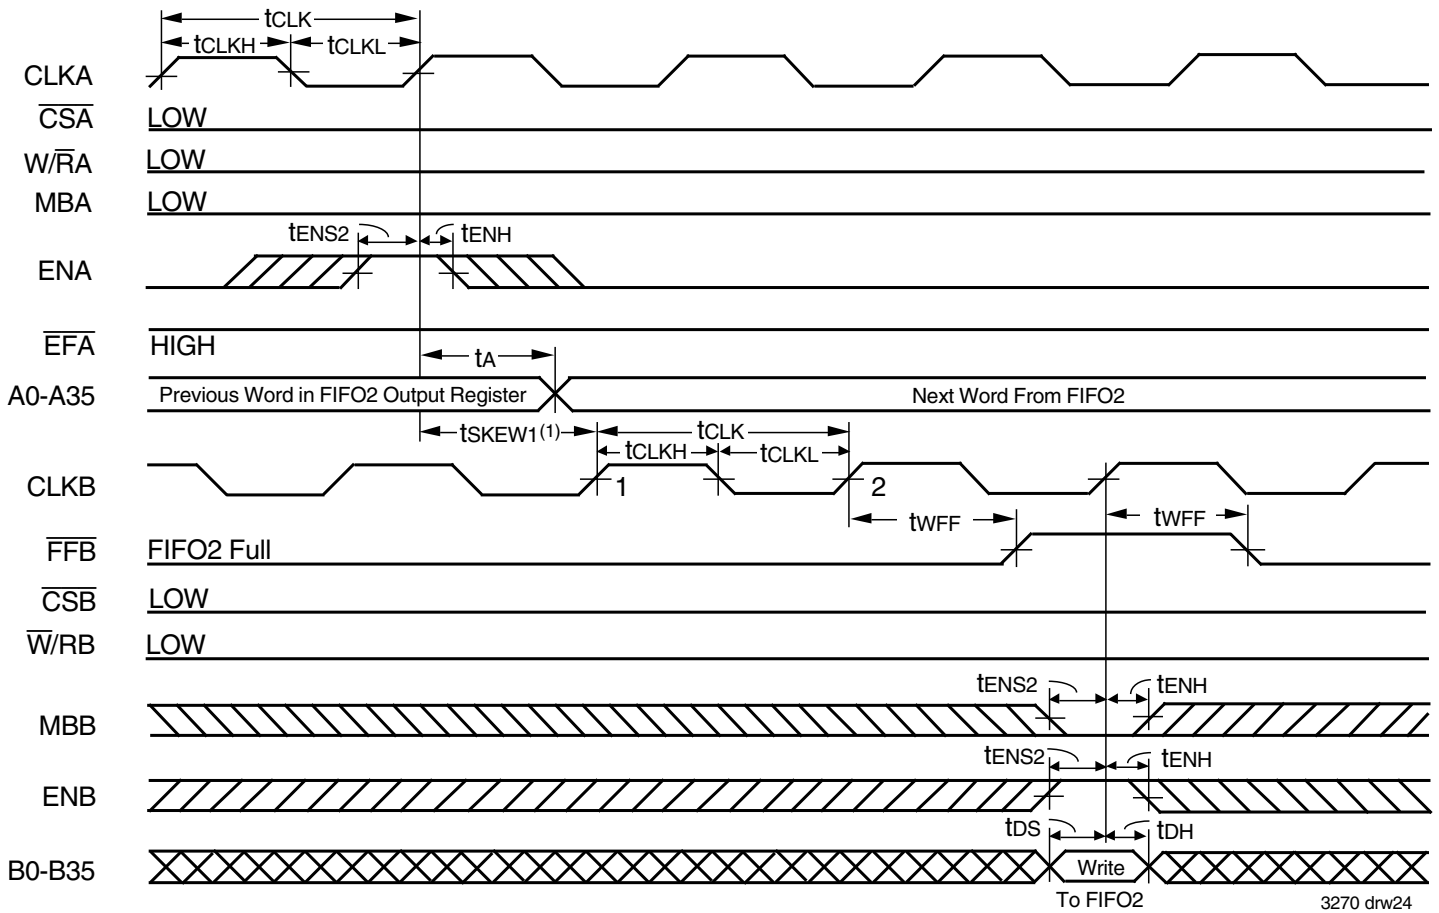 tCLK
tCLKH tCLKL
CLKA
CSA LOW
W/RA LOW
MBA LOW
tENS2 tENH
ENA
EFA HIGH
tA
A0-A35 Previous Word in FIFO2 Output Register Next Word From FIFO2
tSKEW1(1) tCLK
tCLKH tCLKL
CLKB 1 2
tWFF tWFF
FFB FIFO2 Full
CSB LOW
W/RB LOW
tENS2 tENH
MBB
tENS2 tENH
ENB
tDS tDH
B0-B35 Write
To FIFO2
3270 drw24